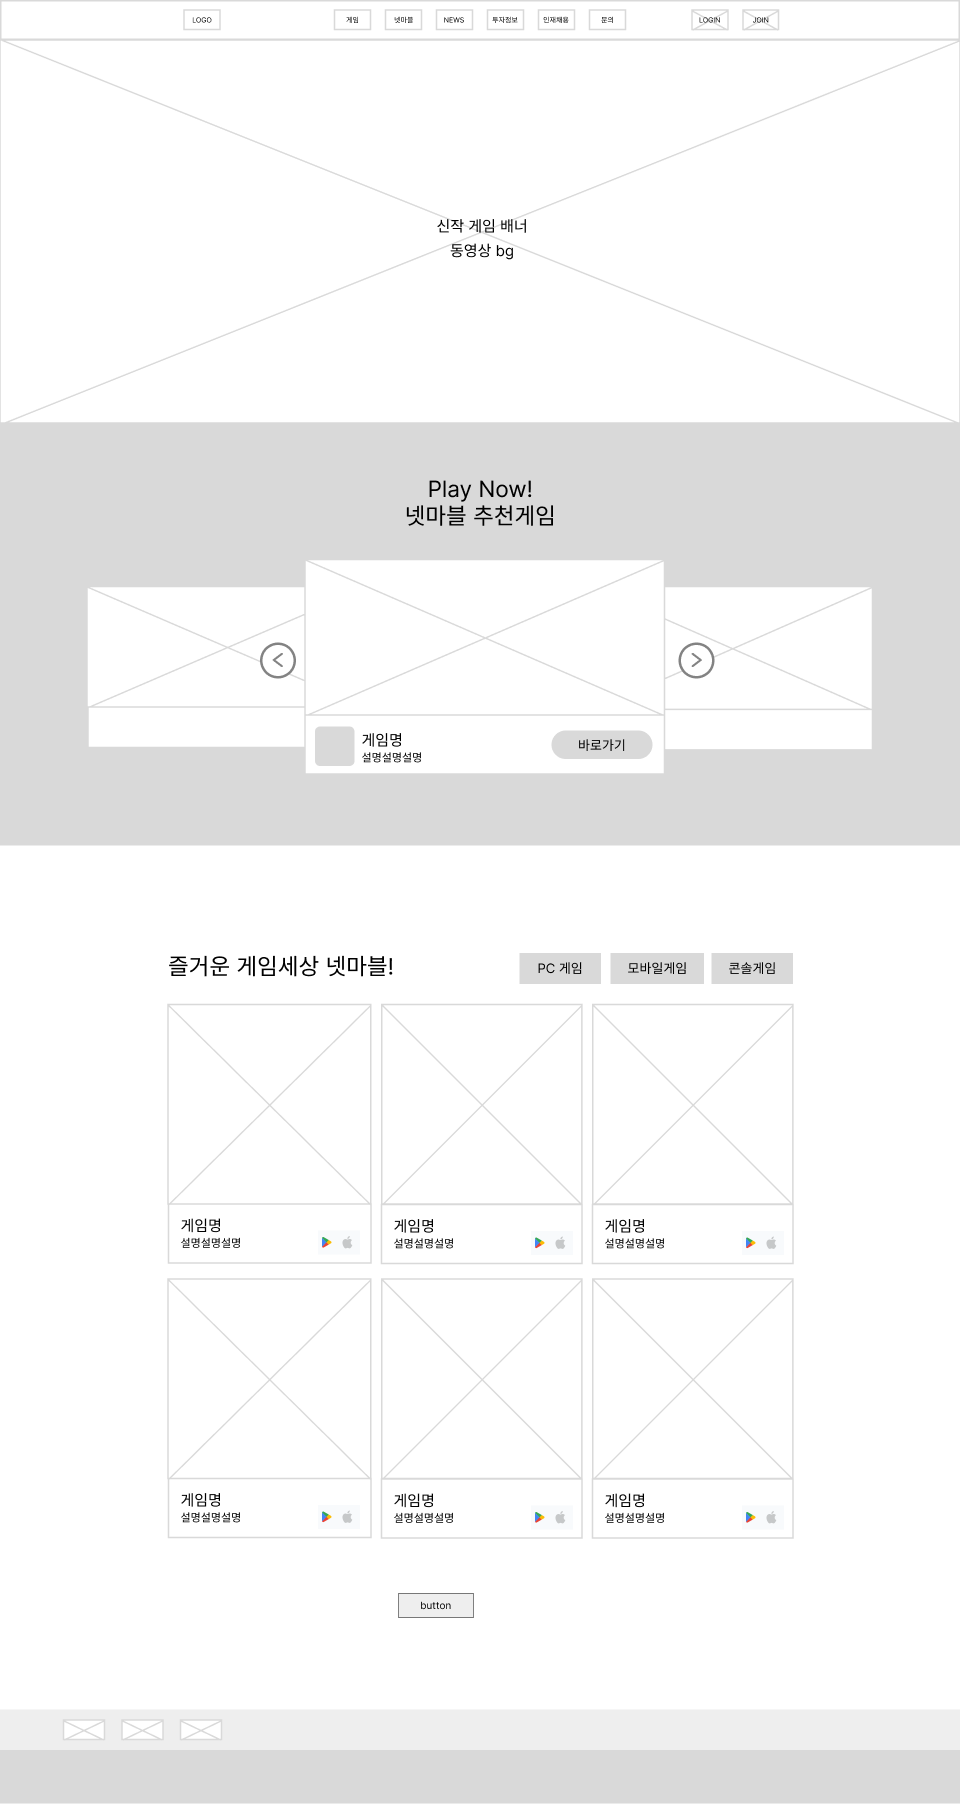 LOGO
게임
넷마블
NEWS
투자정보
인재채용
문의
LOGIN
JOIN
신작 게임 배너
동영상 bg
Play Now!
넷마블 추천게임
게임명
설명설명설명
바로가기
즐거운 게임세상 넷마블!
PC 게임
모바일게임
콘솔게임
게임명
설명설명설명
게임명
설명설명설명
게임명
설명설명설명
게임명
설명설명설명
게임명
설명설명설명
게임명
설명설명설명
button